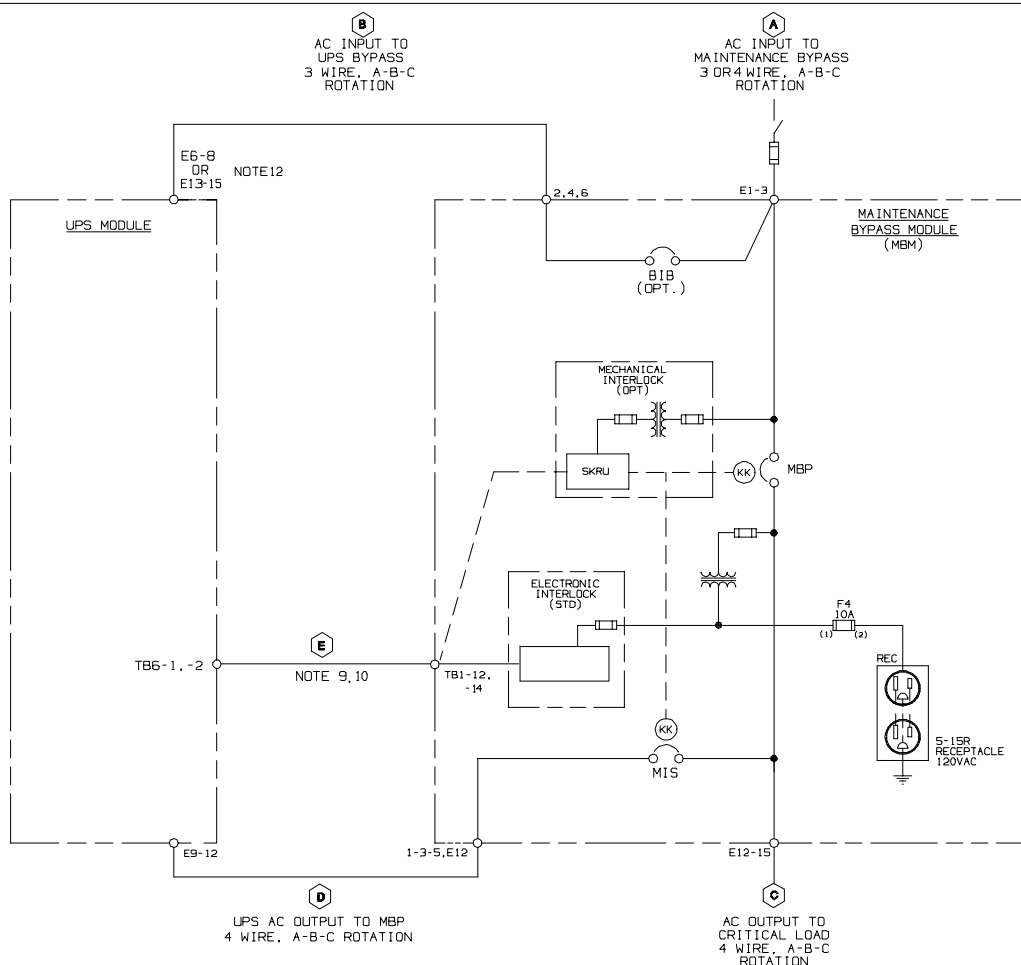 B
AC INPUT TO
UPS BYPASS
3 WIRE, A-B-C
ROTATION
A
AC INPUT TO
MAINTENANCE BYPASS
3 OR 4 WIRE, A-B-C
ROTATION
E6-8
OR
E13-15
NOTE 12
2,4,6
E1-3
UPS MODULE
MAINTENANCE
BYPASS MODULE
(MBM)
BIB
(OPT.)
MECHANICAL
INTERLOCK
(OPT)
SKRU
KK
MBP
ELECTRONIC
INTERLOCK
(STD)
F4
10A
(1) (2)
REC
E
TB6-1,-2
NOTE 9,10
TB1-12,
-14
KK
MIS
5-15R
RECEPTACLE
120VAC
E9-12
1-3-5,E12
E12-15
D
UPS AC OUTPUT TO MBP
4 WIRE, A-B-C ROTATION
C
AC OUTPUT TO
CRITICAL LOAD
4 WIRE, A-B-C
ROTATION